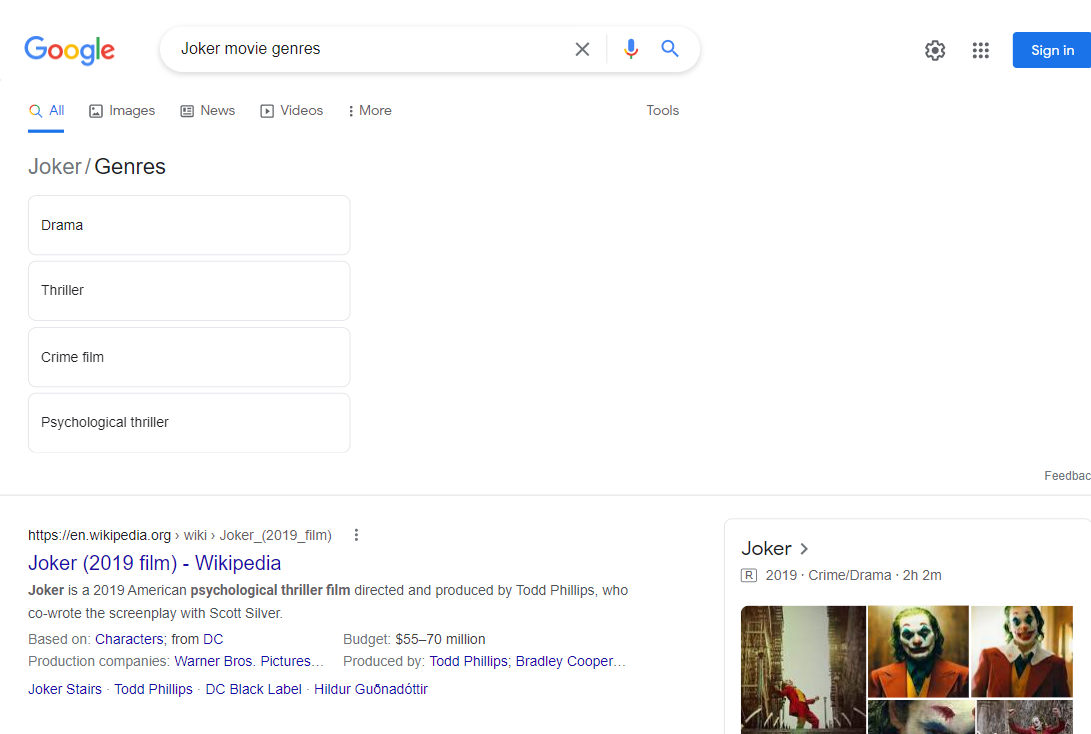 Google
Joker movie genres
Sign in
All Images News Videos More Tools
Joker/Genres
Drama
Thriller
Crime film
Psychological thriller
Feedbac
https://en.wikipedia.org › wiki › Joker_(2019_film)
Joker (2019 film) - Wikipedia
Joker is a 2019 American psychological thriller film directed and produced by Todd Phillips, who
co-wrote the screenplay with Scott Silver.
Based on: Characters; from DC Budget: $55–70 million
Production companies: Warner Bros. Pictures… Produced by: Todd Phillips; Bradley Cooper…
Joker Stairs · Todd Phillips · DC Black Label · Hildur Guðnadóttir
Joker
R 2019 · Crime/Drama · 2h 2m